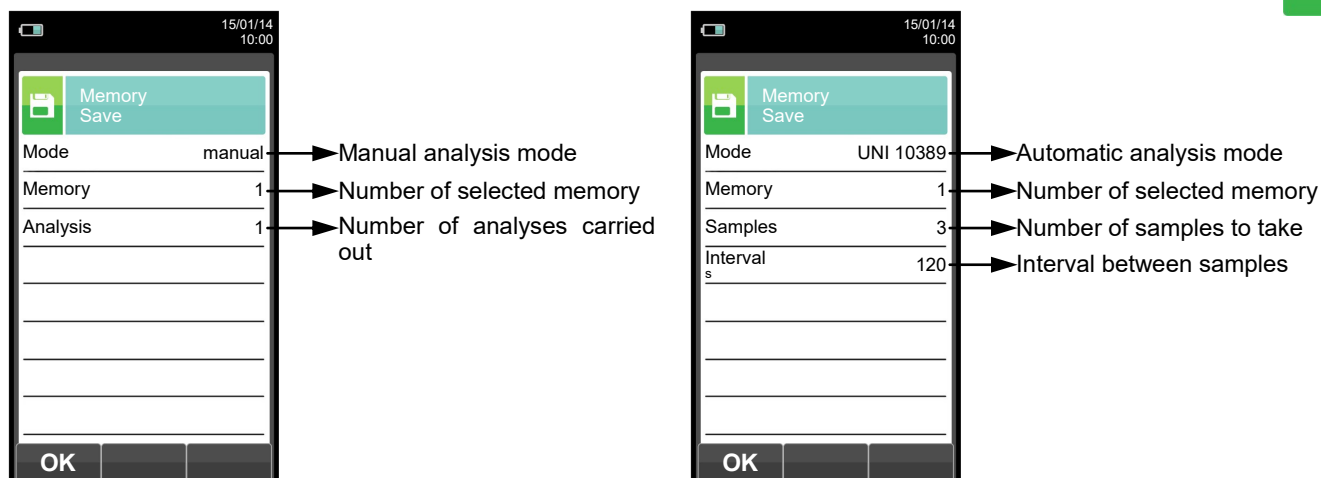 15/01/14
10:00
Memory
Save
Mode manual
Manual analysis mode
Memory 1
Number of selected memory
Analysis 1
Number of analyses carried
out
OK
15/01/14
10:00
Memory
Save
Mode UNI 10389
Automatic analysis mode
Memory 1
Number of selected memory
Samples 3
Number of samples to take
Interval 120
s
Interval between samples
OK